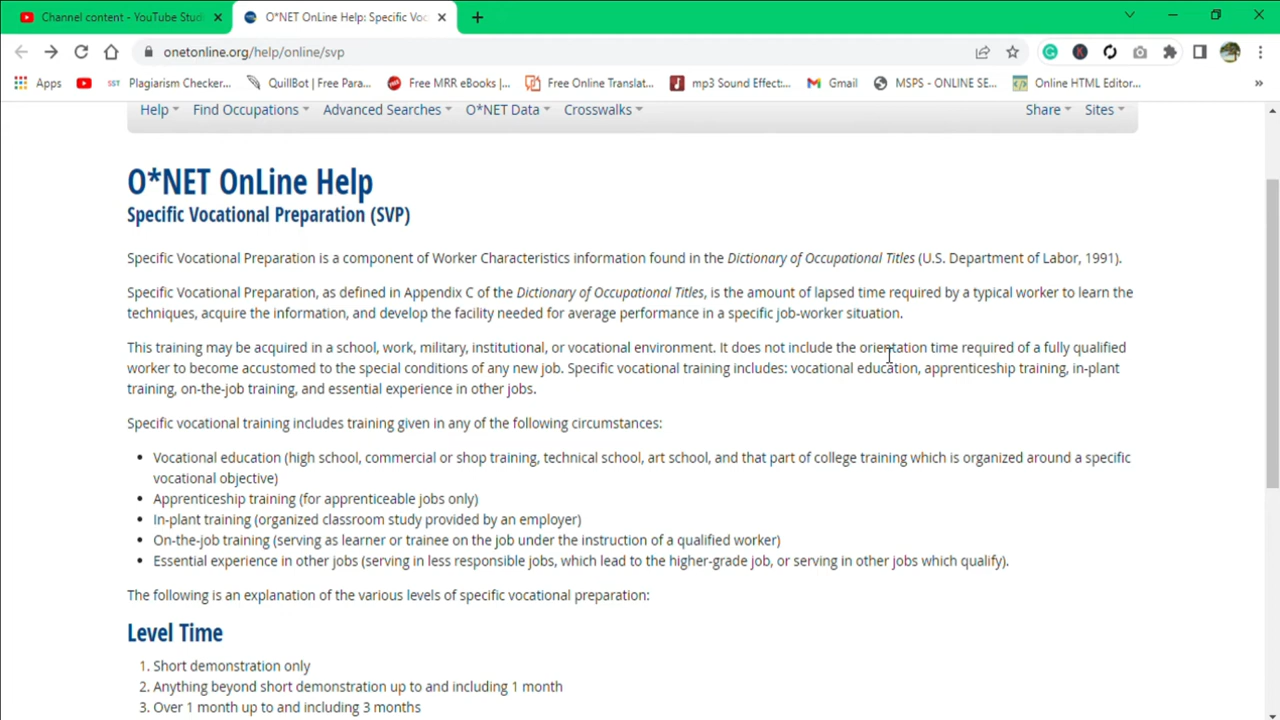 Channel content - YouTube Stud
O*NET OnLine Help: Specific Voc
onetonline.org/help/online/svp
Apps
SST Plagiarism Checker...
QuillBot | Free Para...
Free MRR eBooks |...
Free Online Translat...
mp3 Sound Effect:...
Gmail
MSPS - ONLINE SE...
Online HTML Editor...
Help Find Occupations Advanced Searches O*NET Data Crosswalks Share Sites
O*NET OnLine Help
Specific Vocational Preparation (SVP)
Specific Vocational Preparation is a component of Worker Characteristics information found in the Dictionary of Occupational Titles (U.S. Department of Labor, 1991).
Specific Vocational Preparation, as defined in Appendix C of the Dictionary of Occupational Titles, is the amount of lapsed time required by a typical worker to learn the
techniques, acquire the information, and develop the facility needed for average performance in a specific job-worker situation.
This training may be acquired in a school, work, military, institutional, or vocational environment. It does not include the orientation time required of a fully qualified
worker to become accustomed to the special conditions of any new job. Specific vocational training includes: vocational education, apprenticeship training, in-plant
training, on-the-job training, and essential experience in other jobs.
Specific vocational training includes training given in any of the following circumstances:
• Vocational education (high school, commercial or shop training, technical school, art school, and that part of college training which is organized around a specific
vocational objective)
• Apprenticeship training (for apprenticeable jobs only)
• In-plant training (organized classroom study provided by an employer)
• On-the-job training (serving as learner or trainee on the job under the instruction of a qualified worker)
• Essential experience in other jobs (serving in less responsible jobs, which lead to the higher-grade job, or serving in other jobs which qualify).
The following is an explanation of the various levels of specific vocational preparation:
Level Time
1. Short demonstration only
2. Anything beyond short demonstration up to and including 1 month
3. Over 1 month up to and including 3 months